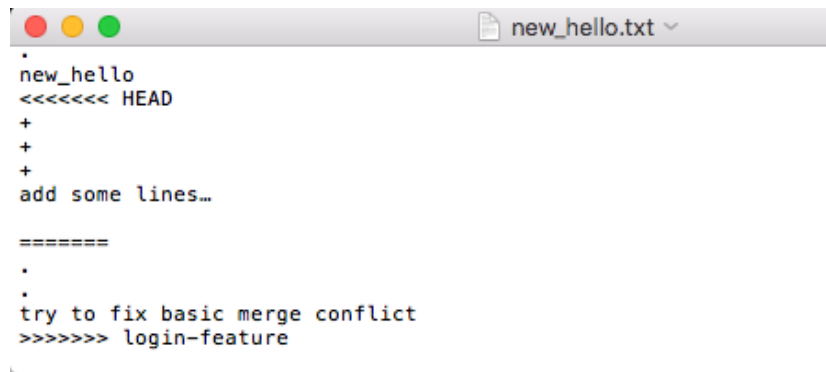 new_hello.txt
.
new_hello
<<<<<<< HEAD
+
+
+
add some lines…
=======
.
.
try to fix basic merge conflict
>>>>>>> login-feature